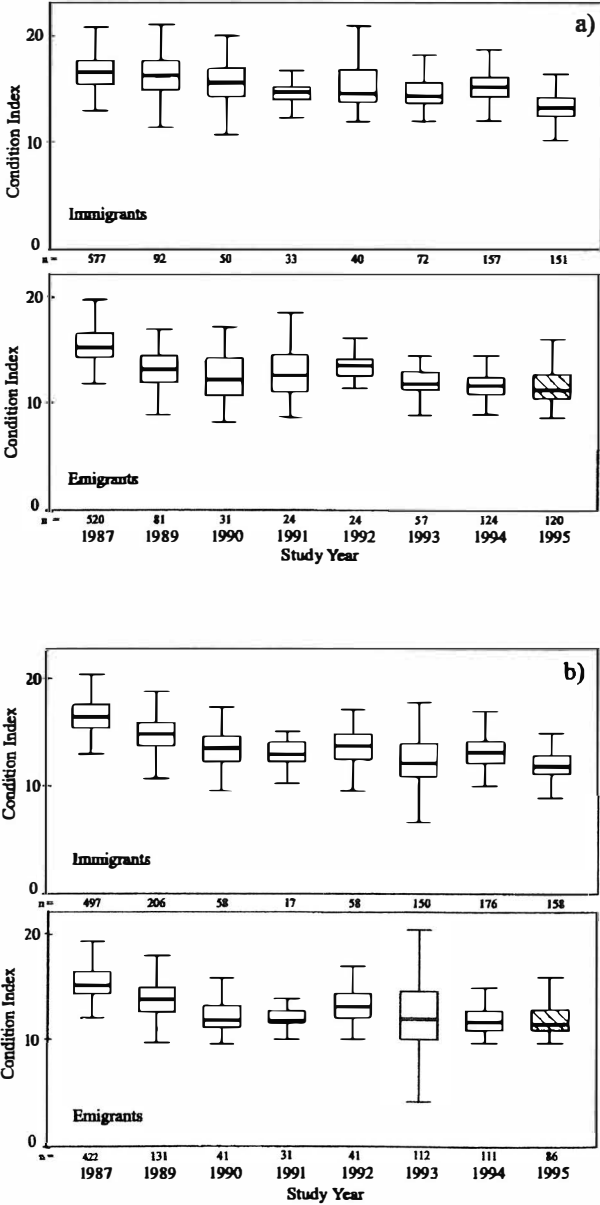 a)
20
10
0
Condition Index
Immigrants
n = 577 92 50 33 40 72 157 151
20
10
0
Condition Index
Emigrants
n = 520 81 31 24 24 57 124 120
1987 1989 1990 1991 1992 1993 1994 1995
Study Year
b)
20
10
0
Condition Index
Immigrants
n = 497 206 58 17 58 150 176 158
20
10
0
Condition Index
Emigrants
n = 422 131 41 31 41 112 111 86
1987 1989 1990 1991 1992 1993 1994 1995
Study Year